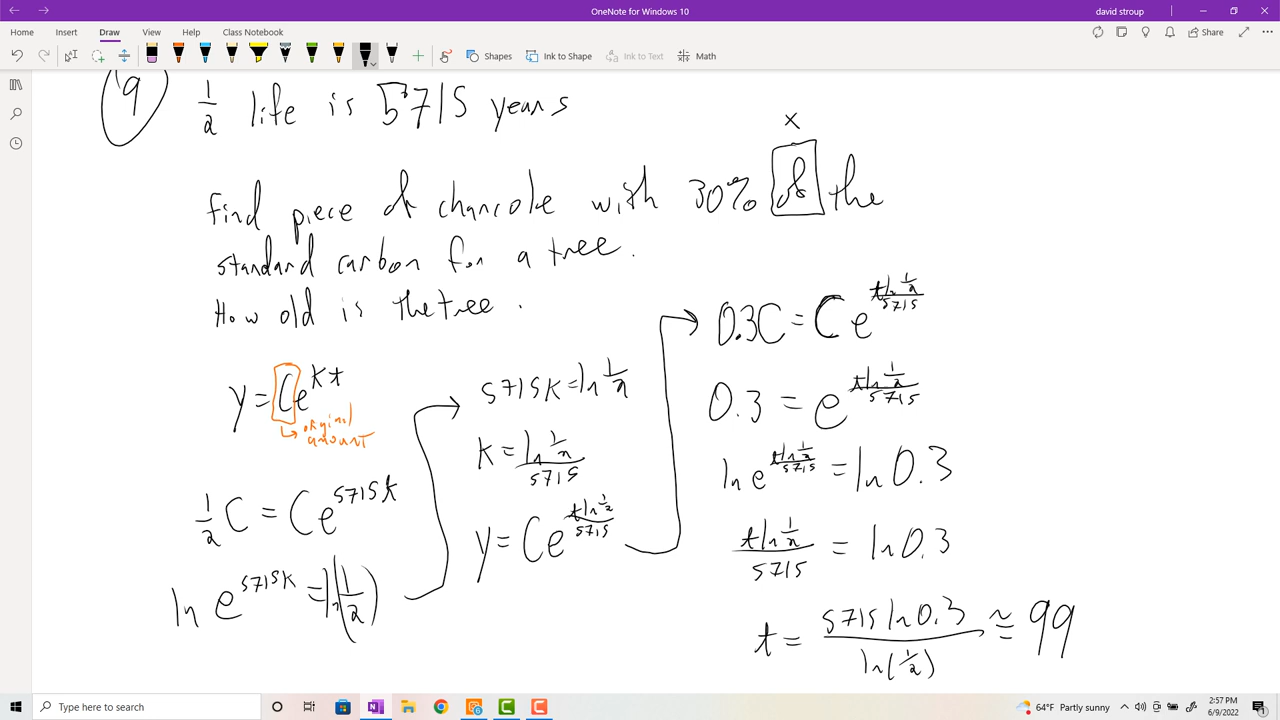 OneNote for Windows 10
david stroup
Home Insert Draw View Help Class Notebook
Shapes Ink to Shape Ink to Text Math Share
9 1/2 life is 5715 years
x
find piece of charcole with 30% of the
standard carbon for a tree.
How old is the tree.
y = Ce^{kt}
original
amount
1/2 C = Ce^{5715k}
ln e^{5715k} = ln(1/2)
5715k = ln 1/2
k = ln 1/2 / 5715
y = Ce^{t ln 1/2 / 5715}
0.3C = Ce^{t ln 1/2 / 5715}
0.3 = e^{t ln 1/2 / 5715}
ln e^{t ln 1/2 / 5715} = ln 0.3
t ln 1/2 / 5715 = ln 0.3
t = 5715 ln 0.3 / ln(1/2) ≅ 99
Type here to search
64°F Partly sunny
2:57 PM
6/9/2022